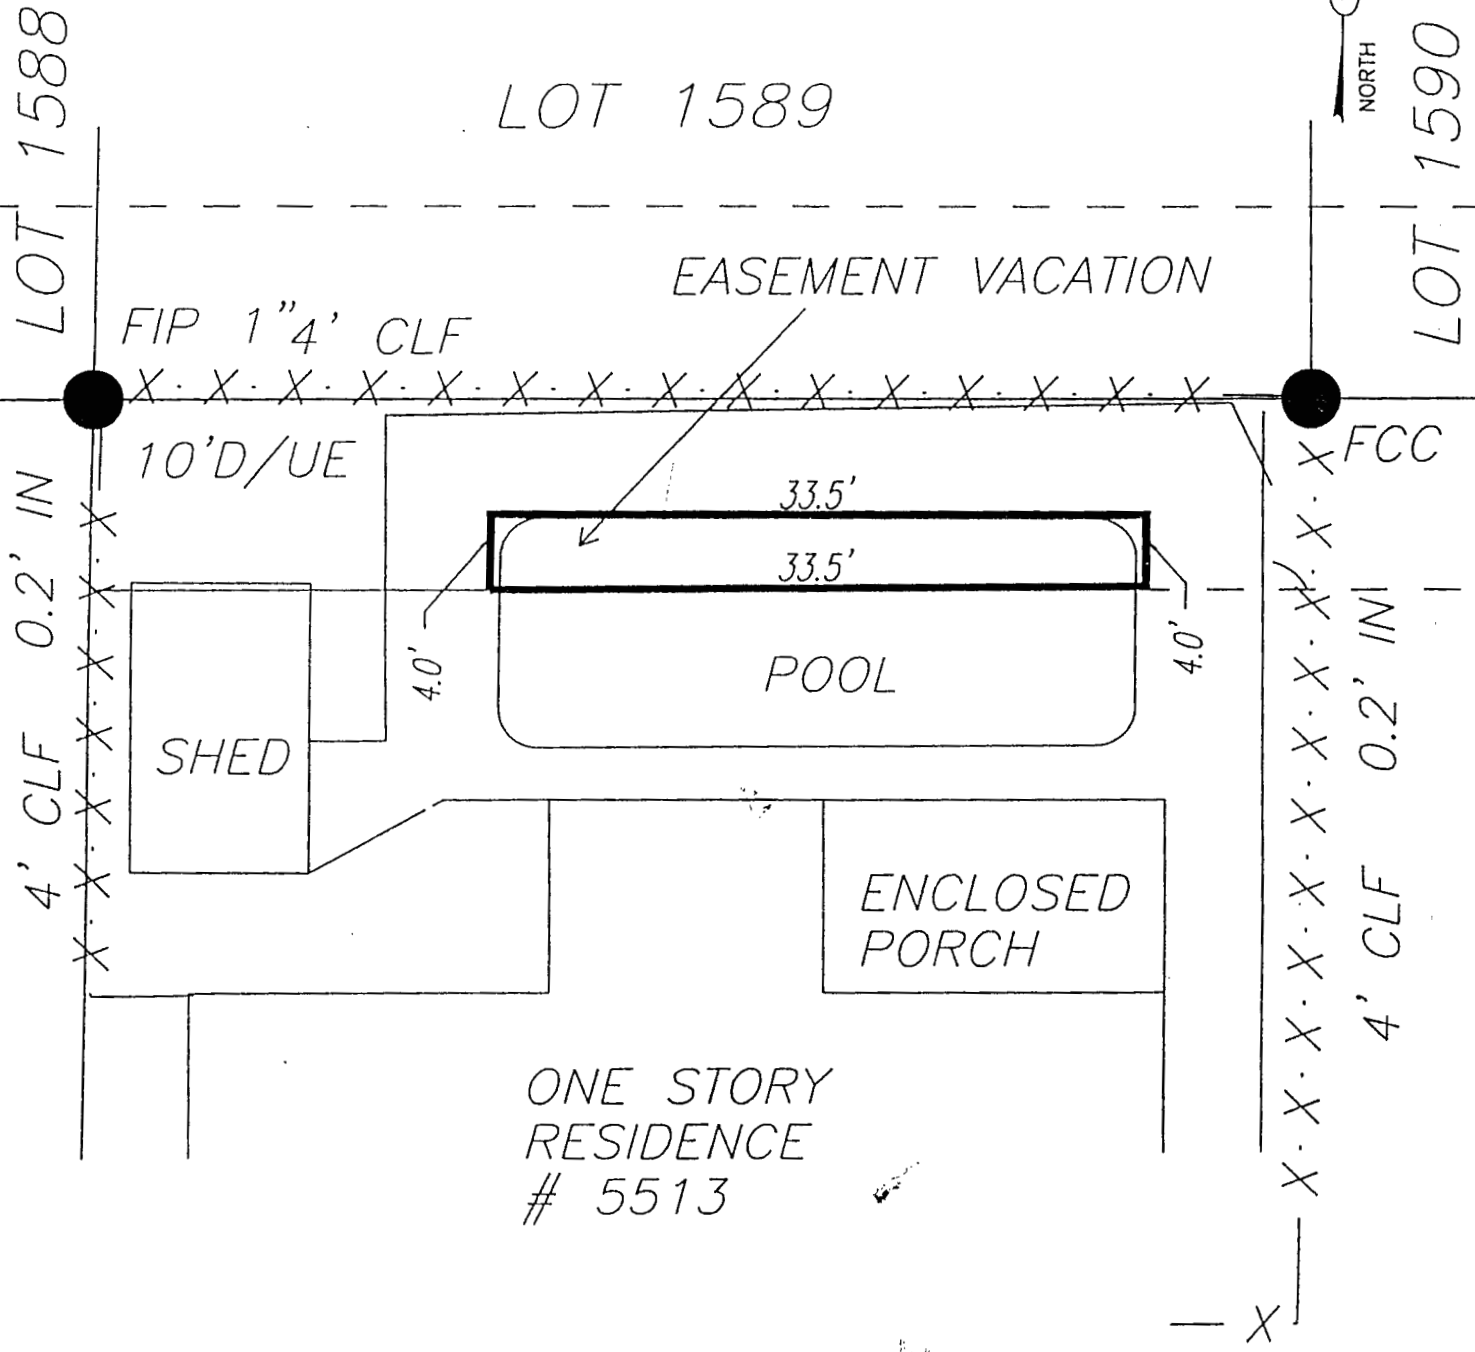 LOT 1588
LOT 1589
NORTH
LOT 1590
EASEMENT VACATION
FIP 1" 4' CLF
10'D/UE
FCC
33.5'
33.5'
4.0'
4.0'
4' CLF 0.2' IN
4' CLF 0.2' IN
POOL
SHED
ENCLOSED
PORCH
ONE STORY
RESIDENCE
# 5513